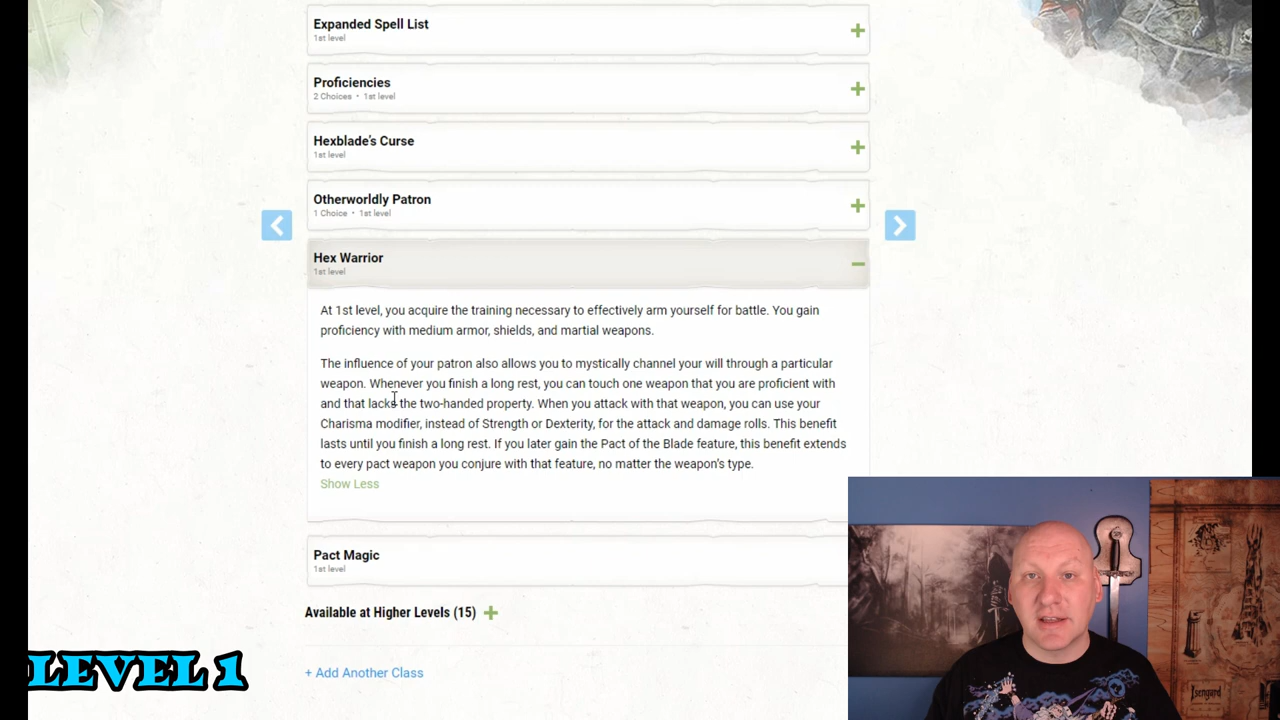 Expanded Spell List
1st level
Proficiencies
2 Choices • 1st level
Hexblade's Curse
1st level
Otherworldly Patron
1 Choice • 1st level
Hex Warrior
1st level
At 1st level, you acquire the training necessary to effectively arm yourself for battle. You gain
proficiency with medium armor, shields, and martial weapons.
The influence of your patron also allows you to mystically channel your will through a particular
weapon. Whenever you finish a long rest, you can touch one weapon that you are proficient with
and that lacks the two-handed property. When you attack with that weapon, you can use your
Charisma modifier, instead of Strength or Dexterity, for the attack and damage rolls. This benefit
lasts until you finish a long rest. If you later gain the Pact of the Blade feature, this benefit extends
to every pact weapon you conjure with that feature, no matter the weapon's type.
Show Less
Pact Magic
1st level
Available at Higher Levels (15)
+ Add Another Class
LEVEL 1
Isengard